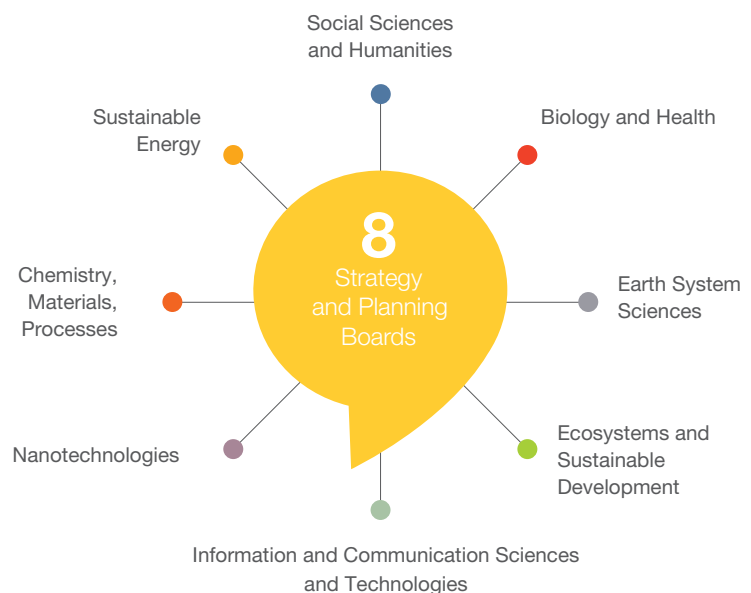 Social Sciences
and Humanities
Biology and Health
Earth System
Sciences
Ecosystems and
Sustainable
Development
Information and Communication Sciences
and Technologies
Nanotechnologies
Chemistry,
Materials,
Processes
Sustainable
Energy
8
Strategy
and Planning
Boards